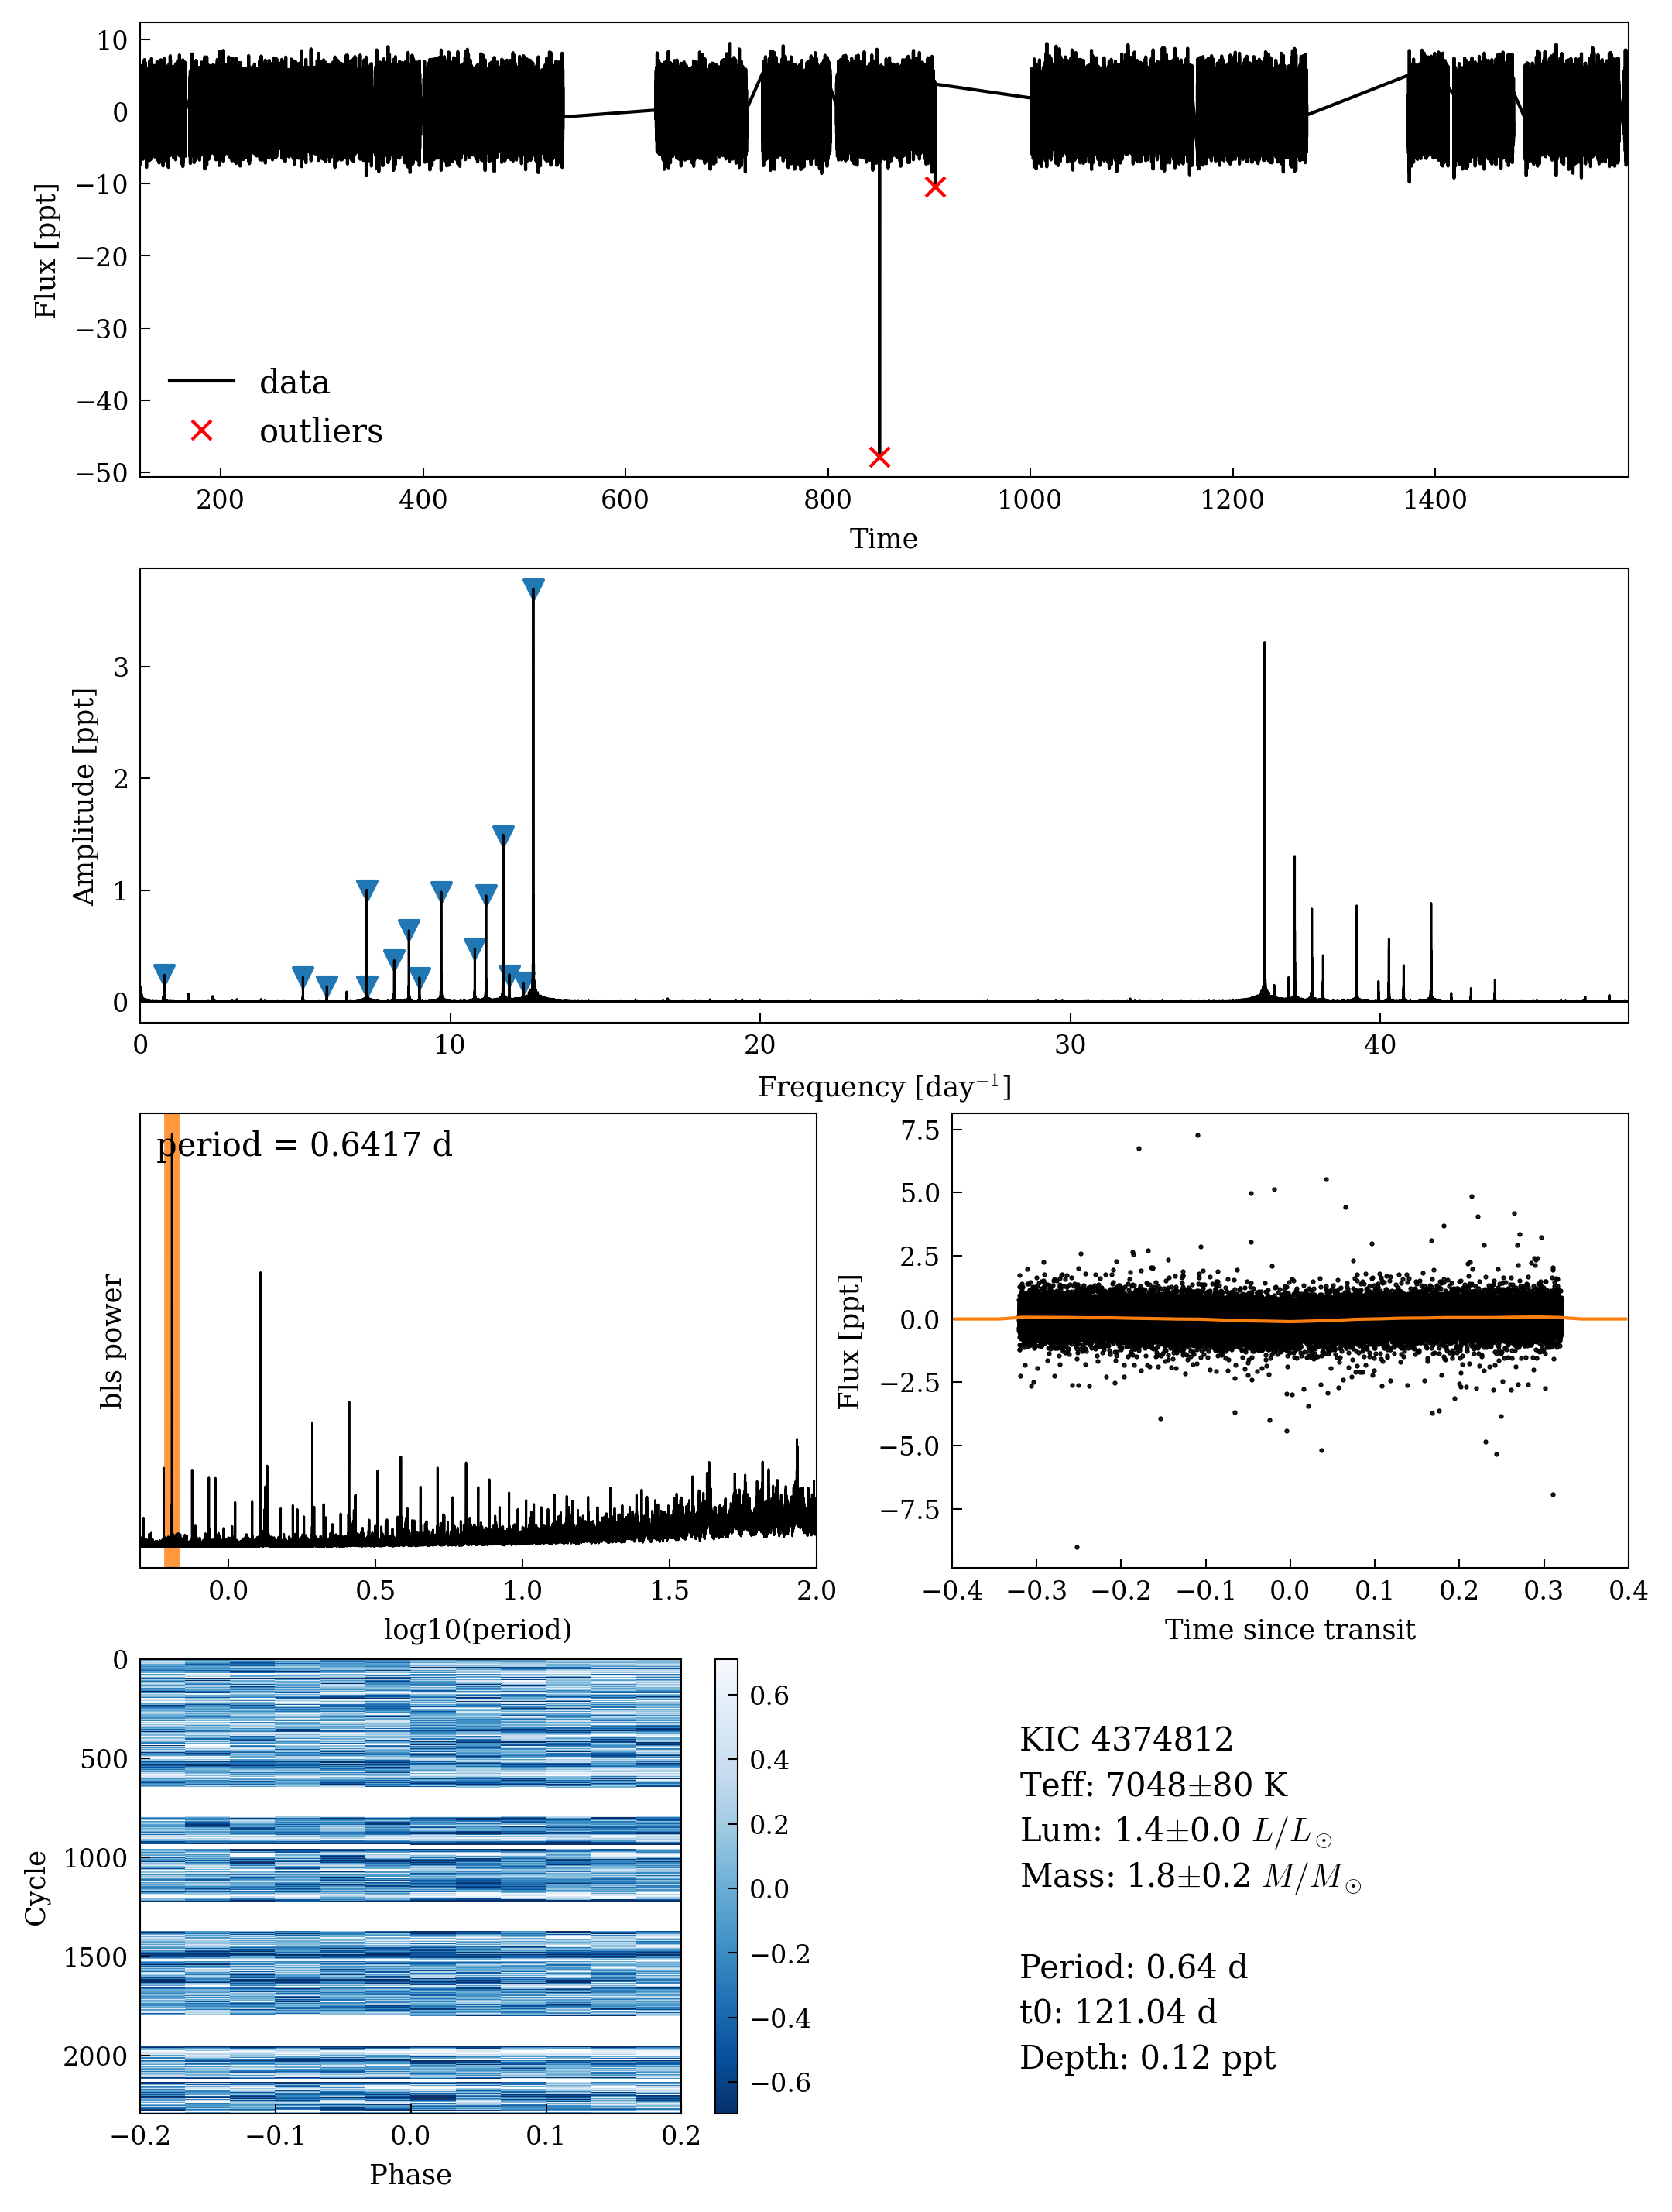 10
0
−10
−20
−30
−40
−50
Flux [ppt]
data
outliers
200 400 600 800 1000 1200 1400
Time
3
2
1
0
Amplitude [ppt]
0 10 20 30 40
Frequency [day⁻¹]
period = 0.6417 d
bls power
0.0 0.5 1.0 1.5 2.0
log10(period)
7.5
5.0
2.5
0.0
−2.5
−5.0
−7.5
Flux [ppt]
−0.4 −0.3 −0.2 −0.1 0.0 0.1 0.2 0.3 0.4
Time since transit
0
500
1000
1500
2000
Cycle
−0.2 −0.1 0.0 0.1 0.2
Phase
0.6
0.4
0.2
0.0
−0.2
−0.4
−0.6
KIC 4374812
Teff: 7048±80 K
Lum: 1.4±0.0 L/L⊙
Mass: 1.8±0.2 M/M⊙
Period: 0.64 d
t0: 121.04 d
Depth: 0.12 ppt